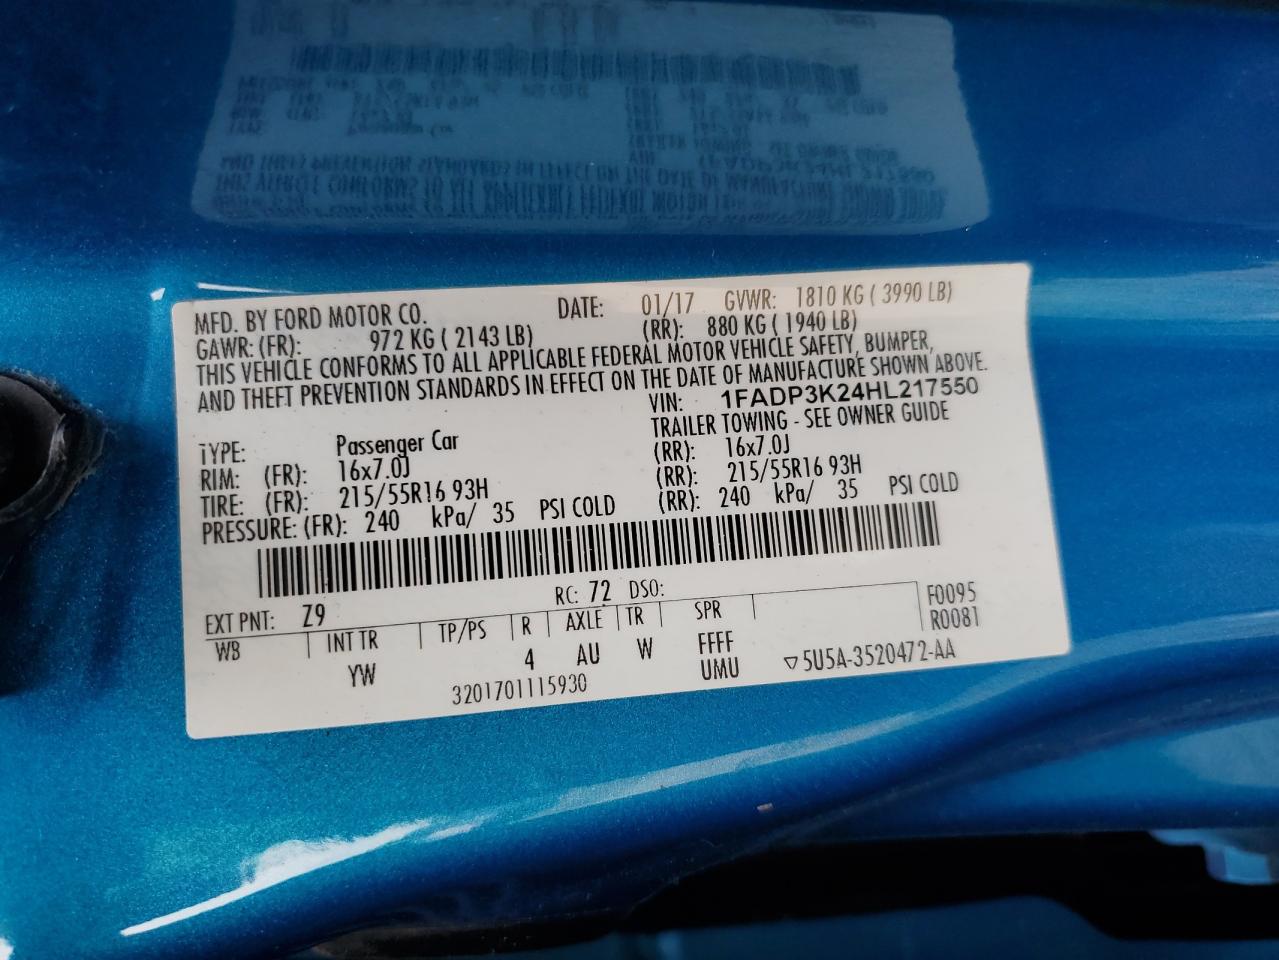 MFD. BY FORD MOTOR CO. DATE: 01/17 GVWR: 1810 KG ( 3990 LB)
GAWR: (FR): 972 KG ( 2143 LB) (RR): 880 KG ( 1940 LB)
THIS VEHICLE CONFORMS TO ALL APPLICABLE FEDERAL MOTOR VEHICLE SAFETY, BUMPER,
AND THEFT PREVENTION STANDARDS IN EFFECT ON THE DATE OF MANUFACTURE SHOWN ABOVE.
VIN: 1FADP3K24HL217550
TRAILER TOWING - SEE OWNER GUIDE
TYPE: Passenger Car
RIM: (FR): 16x7.0J (RR): 16x7.0J
TIRE: (FR): 215/55R16 93H (RR): 215/55R16 93H
PRESSURE: (FR): 240 kPa/ 35 PSI COLD (RR): 240 kPa/ 35 PSI COLD
EXT PNT: Z9 RC: 72 DSO: F0095
WB INT TR TP/PS R AXLE TR SPR R0081
YW 4 AU W FFFF
UMU ▽5U5A-3520472-AA
3201701115930